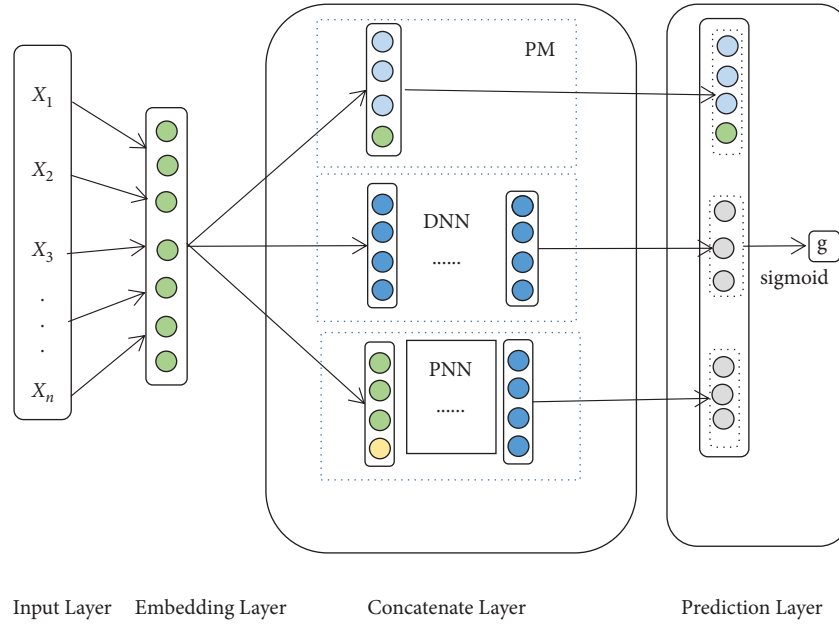 X1
X2
X3
.
.
.
Xn
PM
DNN
......
PNN
......
g
sigmoid
Input Layer
Embedding Layer
Concatenate Layer
Prediction Layer